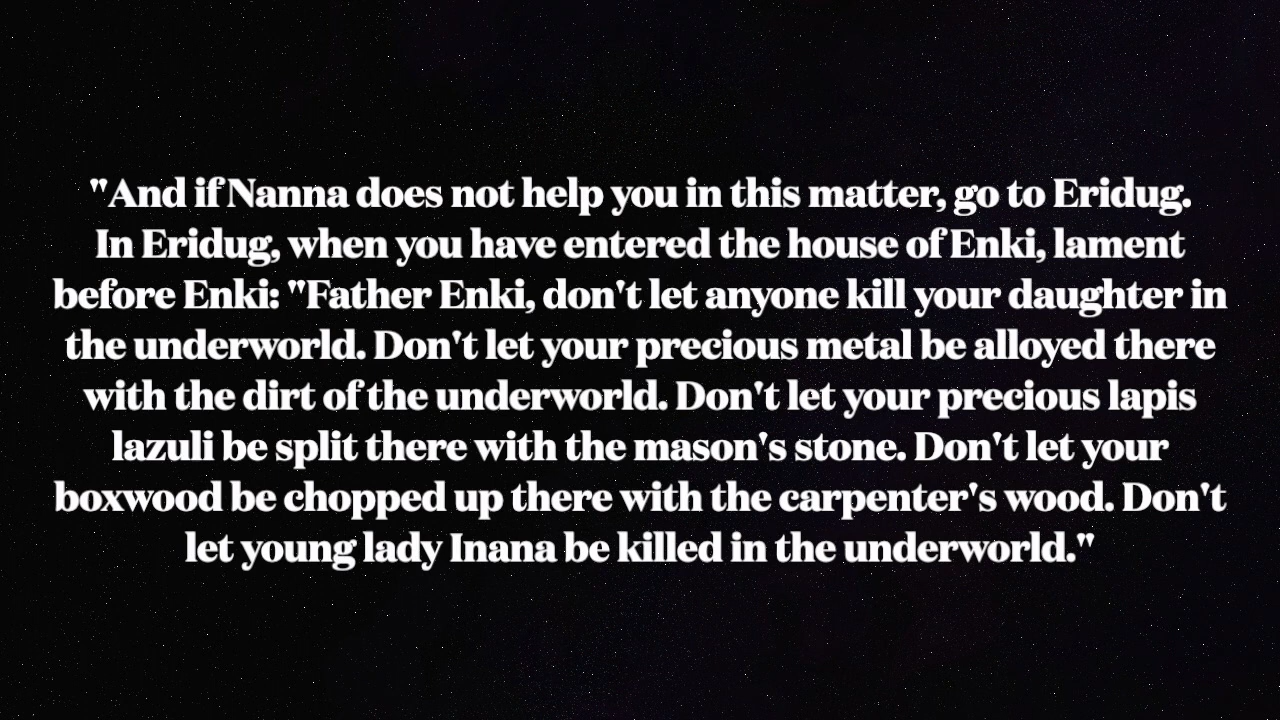 "And if Nanna does not help you in this matter, go to Eridug.
In Eridug, when you have entered the house of Enki, lament
before Enki: "Father Enki, don't let anyone kill your daughter in
the underworld. Don't let your precious metal be alloyed there
with the dirt of the underworld. Don't let your precious lapis
lazuli be split there with the mason's stone. Don't let your
boxwood be chopped up there with the carpenter's wood. Don't
let young lady Inana be killed in the underworld."